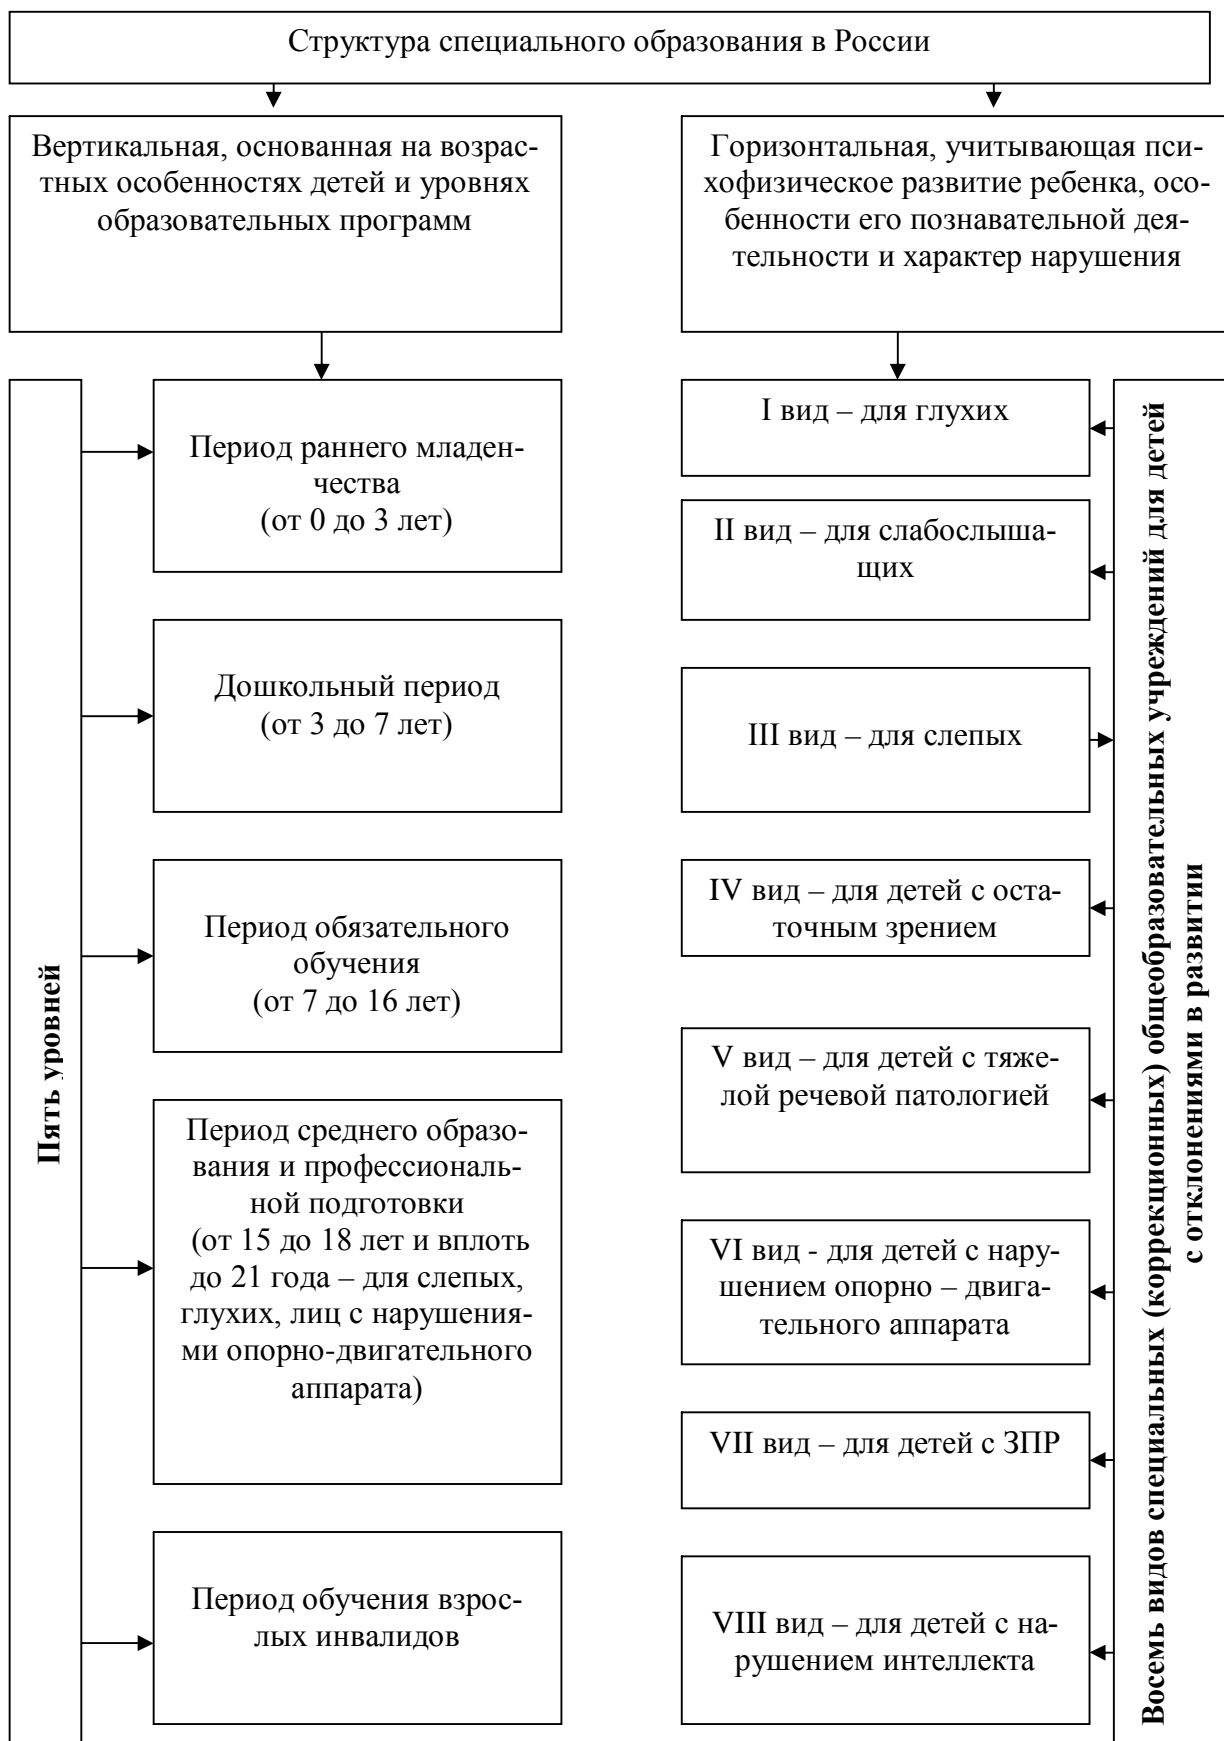 Структура специального образования в России
Вертикальная, основанная на возрас-
тных особенностях детей и уровнях
образовательных программ
Горизонтальная, учитывающая пси-
хофизическое развитие ребенка, осо-
бенности его познавательной дея-
тельности и характер нарушения
Пять уровней
Период раннего младен-
чества
(от 0 до 3 лет)
Дошкольный период
(от 3 до 7 лет)
Период обязательного
обучения
(от 7 до 16 лет)
Период среднего образо-
вания и профессиональ-
ной подготовки
(от 15 до 18 лет и вплоть
до 21 года – для слепых,
глухих, лиц с нарушения-
ми опорно-двигательного
аппарата)
Период обучения взрос-
лых инвалидов
I вид – для глухих
II вид – для слабослыша-
щих
III вид – для слепых
IV вид – для детей с оста-
точным зрением
V вид – для детей с тяже-
лой речевой патологией
VI вид - для детей с нару-
шением опорно – двига-
тельного аппарата
VII вид – для детей с ЗПР
VIII вид – для детей с на-
рушением интеллекта
Восемь видов специальных (коррекционных) общеобразовательных учреждений для детей
с отклонениями в развитии